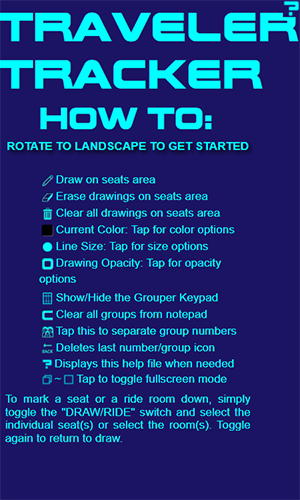 ?
TRAVELER
TRACKER
HOW TO:
ROTATE TO LANDSCAPE TO GET STARTED
Draw on seats area
Erase drawings on seats area
Clear all drawings on seats area
Current Color: Tap for color options
Line Size: Tap for size options
Drawing Opacity: Tap for opacity
options
Show/Hide the Grouper Keypad
Clear all groups from notepad
Tap this to separate group numbers
BACK Deletes last number/group icon
? Displays this help file when needed
~ Tap to toggle fullscreen mode
To mark a seat or a ride room down, simply
toggle the "DRAW/RIDE" switch and select the
individual seat(s) or select the room(s). Toggle
again to return to draw.